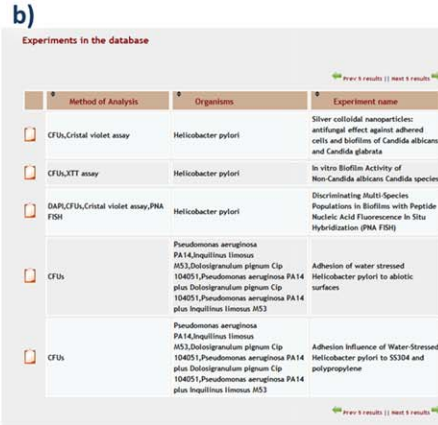 b)
Experiments in the database
Prev 5 results || Next 5 results
Method of Analysis
Organisms
Experiment name
CFUs,Cristal violet assay
Helicobacter pylori
Silver colloidal nanoparticles:
antifungal effect against adhered
cells and biofilms of Candida albicans
and Candida glabrata
CFUs,XTT assay
Helicobacter pylori
In vitro Biofilm Activity of
Non-Candida albicans Candida species
DAPI,CFUs,Cristal violet assay,PNA
FISH
Helicobacter pylori
Discriminating Multi-Species
Populations in Biofilms with Peptide
Nucleic Acid Fluorescence In Situ
Hybridization (PNA FISH)
CFUs
Pseudomonas aeruginosa
PA14,Inquilinus limosus
M53,Dolosigranulum pignum Cip
104051,Pseudomonas aeruginosa PA14
plus Dolosigranulum pignum Cip
104051,Pseudomonas aeruginosa PA14
plus Inquilinus limosus M53
Adhesion of water stressed
Helicobacter pylori to abiotic
surfaces
CFUs
Pseudomonas aeruginosa
PA14,Inquilinus limosus
M53,Dolosigranulum pignum Cip
104051,Pseudomonas aeruginosa PA14
plus Dolosigranulum pignum Cip
104051,Pseudomonas aeruginosa PA14
plus Inquilinus limosus M53
Adhesion Influence of Water-Stressed
Helicobacter pylori to SS304 and
polypropylene
Prev 5 results || Next 5 results